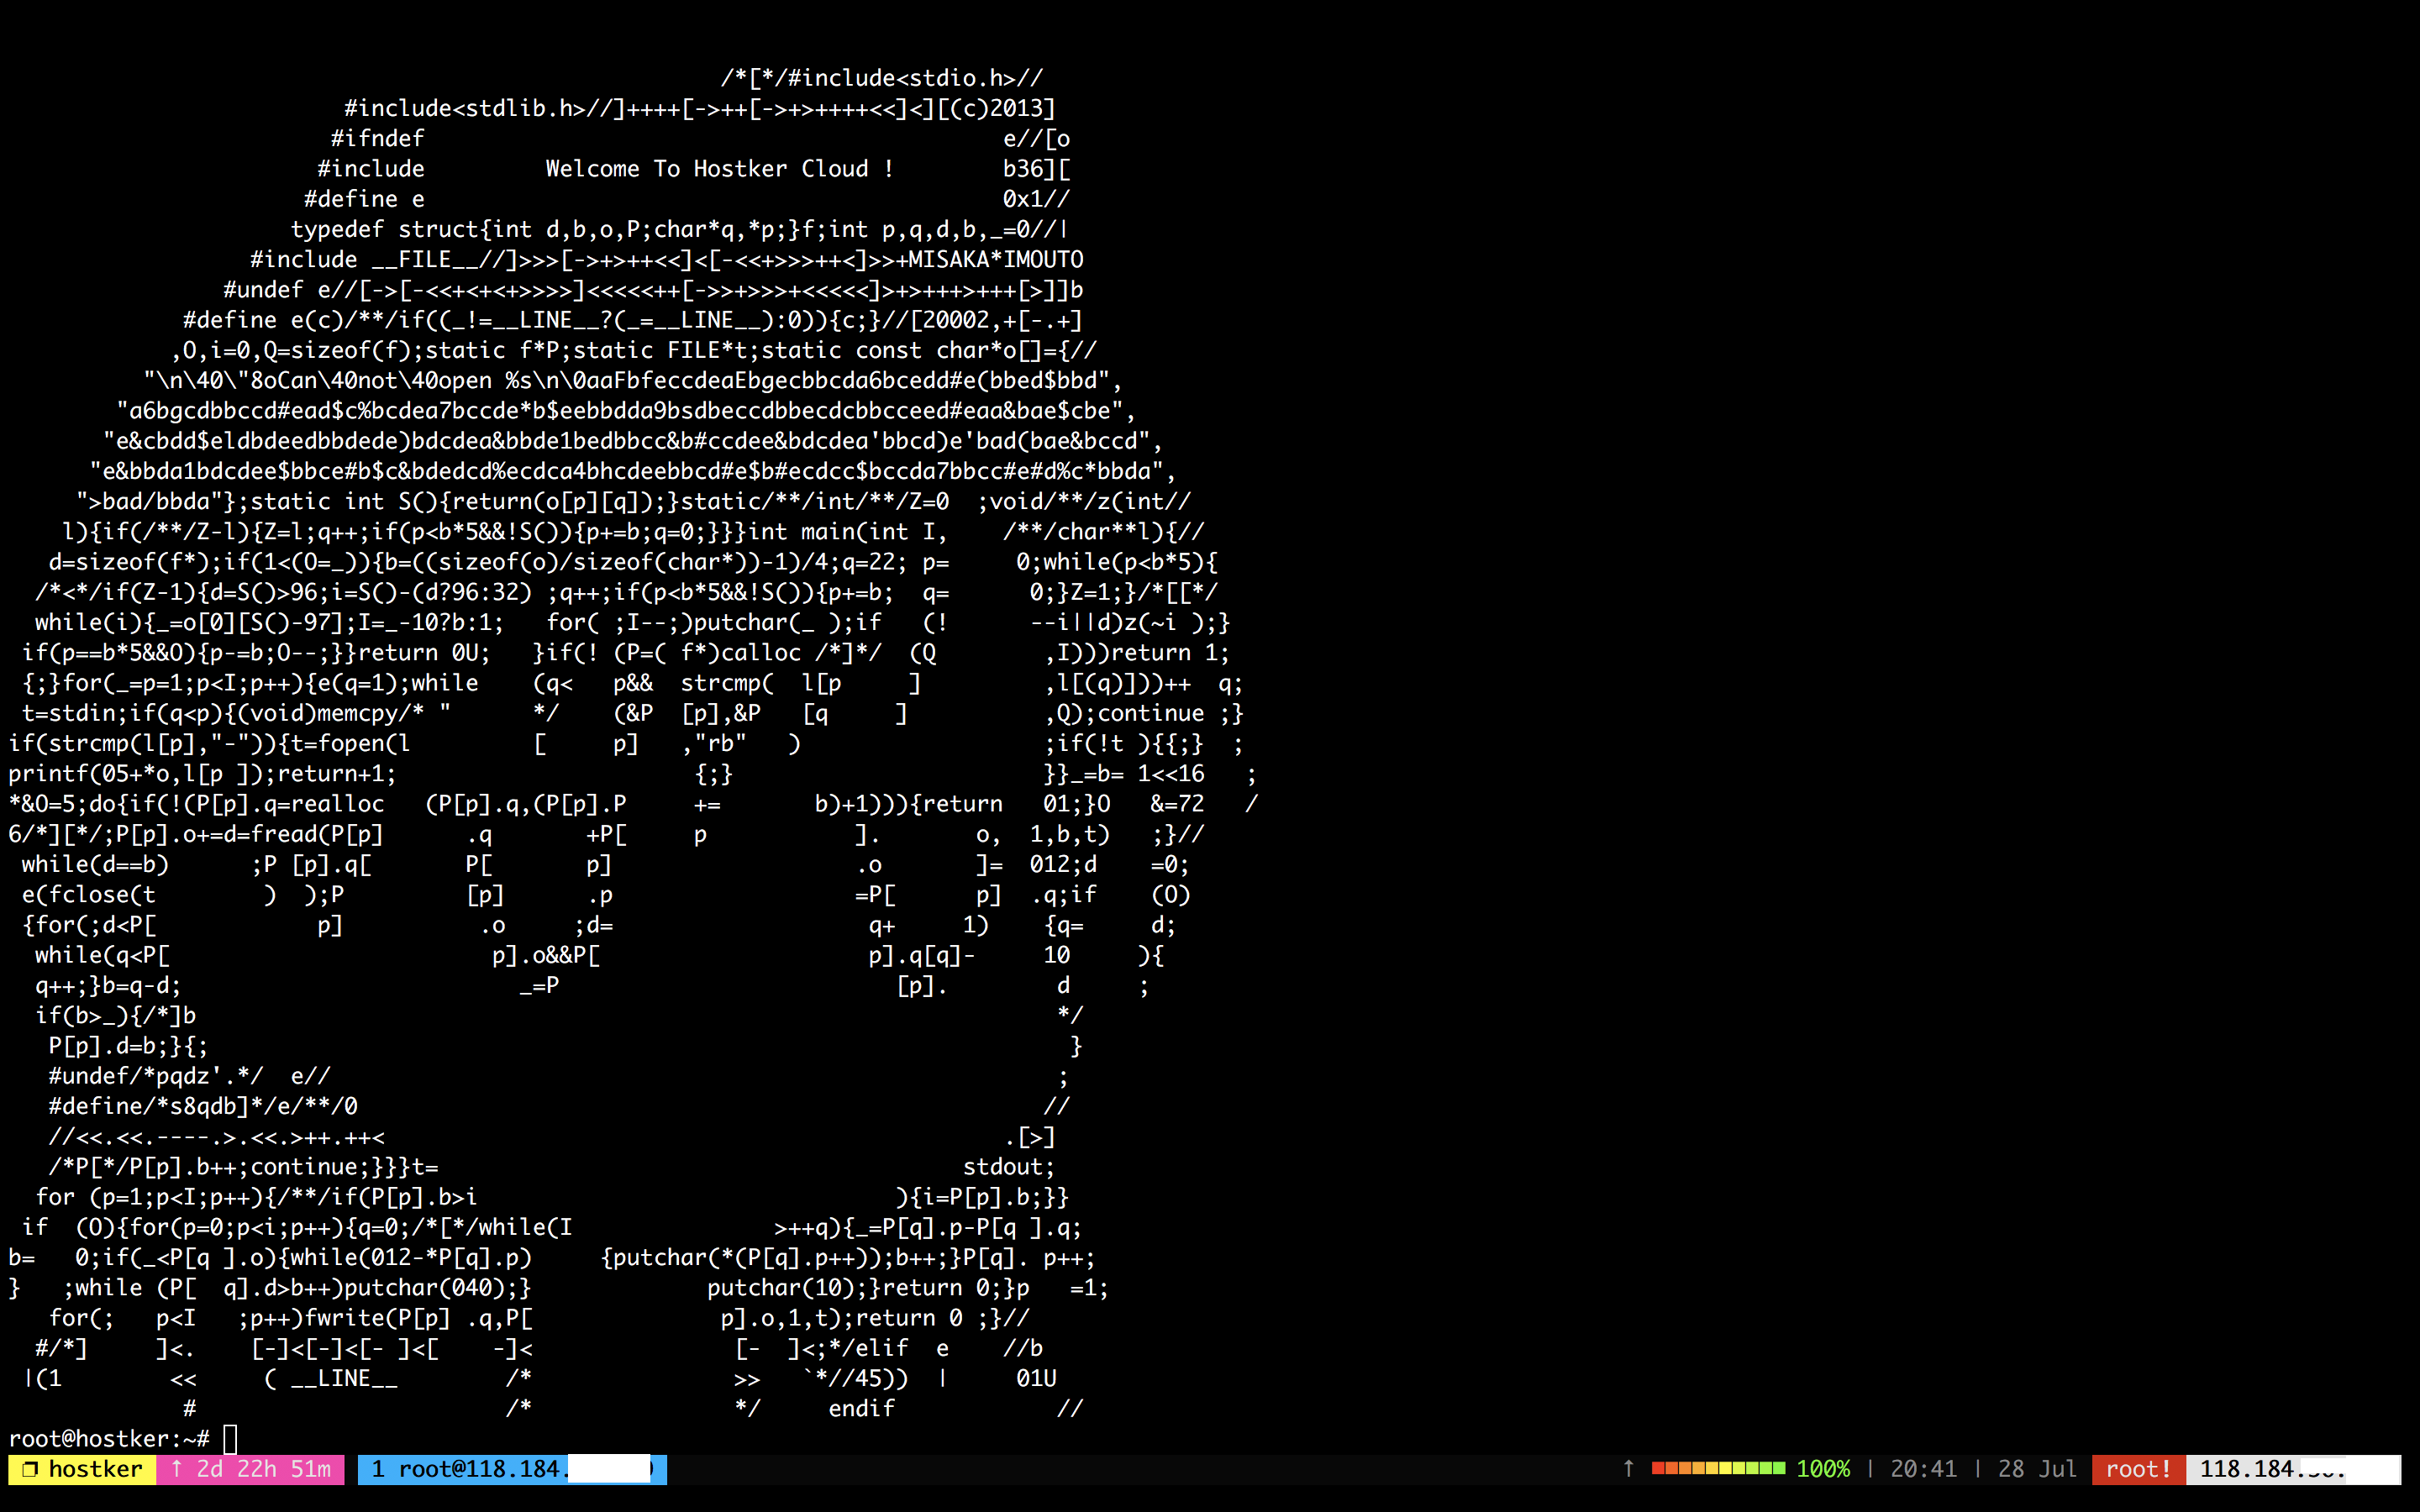 /*[*/#include<stdio.h>//
#include<stdlib.h>//]++++[->++[->+>++++<<]<][(c)2013]
#ifndef                                           e//[o
#include         Welcome To Hostker Cloud !        b36][
#define e                                           0x1//
typedef struct{int d,b,o,P;char*q,*p;}f;int p,q,d,b,_=0//|
#include __FILE__//]>>>[->+>++<<]<[-<<+>>>++<]>>+MISAKA*IMOUTO
#undef e//[->[-<<+<+<+>>>>]<<<<<++[->>+>>>+<<<<<]>+>+++>+++[>]]b
#define e(c)/**/if((_!=__LINE__?(_=__LINE__):0)){c;}//[20002,+[-.+]
,O,i=0,Q=sizeof(f);static f*P;static FILE*t;static const char*o[]={//
"\n\40\"8oCan\40not\40open %s\n\0aaFbfeccdeaEbgecbbcda6bcedd#e(bbed$bbd",
"a6bgcdbbccd#ead$c%bcdea7bccde*b$eebbdda9bsdbeccdbbecdcbbcceed#eaa&bae$cbe",
"e&cbdd$eldbdeedbbdede)bdcdea&bbde1bedbbcc&b#ccdee&bdcdea'bbcd)e'bad(bae&bccd",
"e&bbda1bdcdee$bbce#b$c&bdedcd%ecdca4bhcdeebbcd#e$b#ecdcc$bccda7bbcc#e#d%c*bbda",
">bad/bbda"};static int S(){return(o[p][q]);}static/**/int/**/Z=0  ;void/**/z(int//
l){if(/**/Z-l){Z=l;q++;if(p<b*5&&!S()){p+=b;q=0;}}}int main(int I,    /**/char**l){//
d=sizeof(f*);if(1<(O=_)){b=((sizeof(o)/sizeof(char*))-1)/4;q=22; p=     0;while(p<b*5){
/*<*/if(Z-1){d=S()>96;i=S()-(d?96:32) ;q++;if(p<b*5&&!S()){p+=b;  q=      0;}Z=1;}/*[[*/
while(i){_=o[0][S()-97];I=_-10?b:1;   for( ;I--;)putchar(_ );if   (!      --i||d)z(~i );}
if(p==b*5&&O){p-=b;O--;}}return 0U;   }if(! (P=( f*)calloc /*]*/  (Q        ,I)))return 1;
{;}for(_=p=1;p<I;p++){e(q=1);while    (q<   p&&  strcmp(  l[p     ]         ,l[(q)]))++  q;
t=stdin;if(q<p){(void)memcpy/* "      */    (&P  [p],&P   [q     ]          ,Q);continue ;}
if(strcmp(l[p],"-")){t=fopen(l         [     p]   ,"rb"   )                  ;if(!t ){{;}  ;
printf(05+*o,l[p ]);return+1;                      {;}                       }}_=b= 1<<16   ;
*&O=5;do{if(!(P[p].q=realloc   (P[p].q,(P[p].P     +=       b)+1))){return   01;}O   &=72   /
6/*][*/;P[p].o+=d=fread(P[p]      .q       +P[     p           ].       o,  1,b,t)   ;}//
while(d==b)      ;P [p].q[       P[       p]                  .o       ]=  012;d    =0;
e(fclose(t        )  );P         [p]      .p                  =P[      p]  .q;if    (O)
{for(;d<P[            p]          .o     ;d=                   q+     1)    {q=     d;
while(q<P[                        p].o&&P[                    p].q[q]-     10     ){
q++;}b=q-d;                         _=P                         [p].        d     ;
if(b>_){/*]b                                                                */
P[p].d=b;}{;                                                                }
#undef/*pqdz'.*/  e//                                                      ;
#define/*s8qdb]*/e/**/0                                                   //
//<<.<<.----.>.<<.>++.++<                                              .[>]
/*P[*/P[p].b++;continue;}}}t=                                       stdout;
for (p=1;p<I;p++){/**/if(P[p].b>i                               ){i=P[p].b;}}
if  (O){for(p=0;p<i;p++){q=0;/*[*/while(I               >++q){_=P[q].p-P[q ].q;
b=   0;if(_<P[q ].o){while(012-*P[q].p)     {putchar(*(P[q].p++));b++;}P[q]. p++;
}   ;while (P[  q].d>b++)putchar(040);}             putchar(10);}return 0;}p   =1;
for(;   p<I   ;p++)fwrite(P[p] .q,P[              p].o,1,t);return 0 ;}//
#/*]     ]<.    [-]<[-]<[- ]<[    -]<               [-  ]<;*/elif  e    //b
|(1        <<     ( __LINE__        /*               >>   `*//45))  |     01U
#                       /*               */     endif            //
root@hostker:~#
hostker ↑ 2d 22h 51m 1 root@118.184. ↑ 100% | 20:41 | 28 Jul root! 118.184.